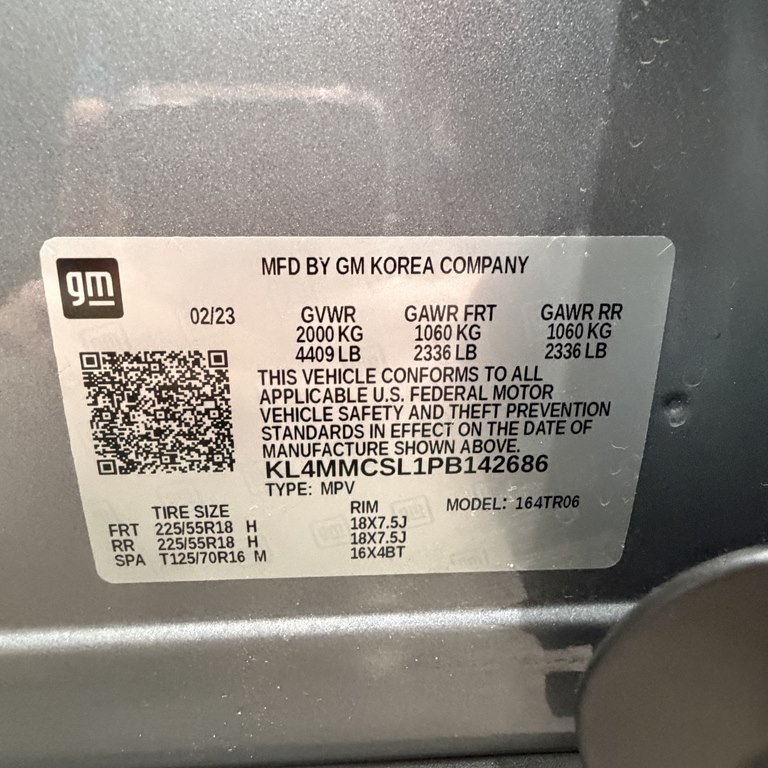 gm
MFD BY GM KOREA COMPANY
02/23 GVWR GAWR FRT GAWR RR
2000 KG 1060 KG 1060 KG
4409 LB 2336 LB 2336 LB
THIS VEHICLE CONFORMS TO ALL
APPLICABLE U.S. FEDERAL MOTOR
VEHICLE SAFETY AND THEFT PREVENTION
STANDARDS IN EFFECT ON THE DATE OF
MANUFACTURE SHOWN ABOVE.
KL4MMCSL1PB142686
TYPE: MPV
TIRE SIZE RIM MODEL: 164TR06
FRT 225/55R18 H 18X7.5J
RR 225/55R18 H 18X7.5J
SPA T125/70R16 M 16X4BT